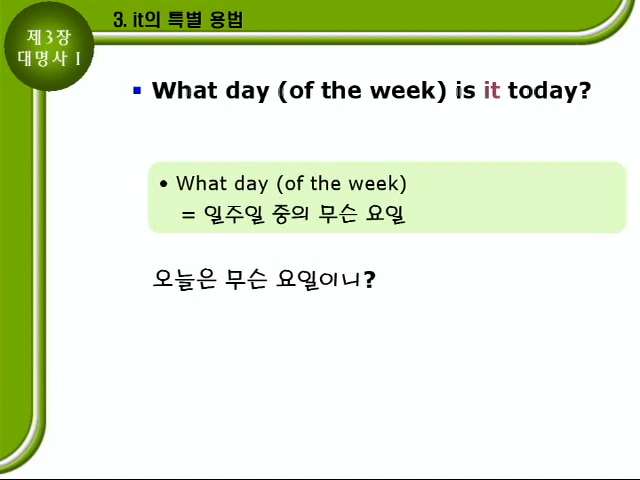 제3장
대명사 I
3. it의 특별 용법
▪ What day (of the week) is it today?
• What day (of the week)
= 일주일 중의 무슨 요일
오늘은 무슨 요일이니?